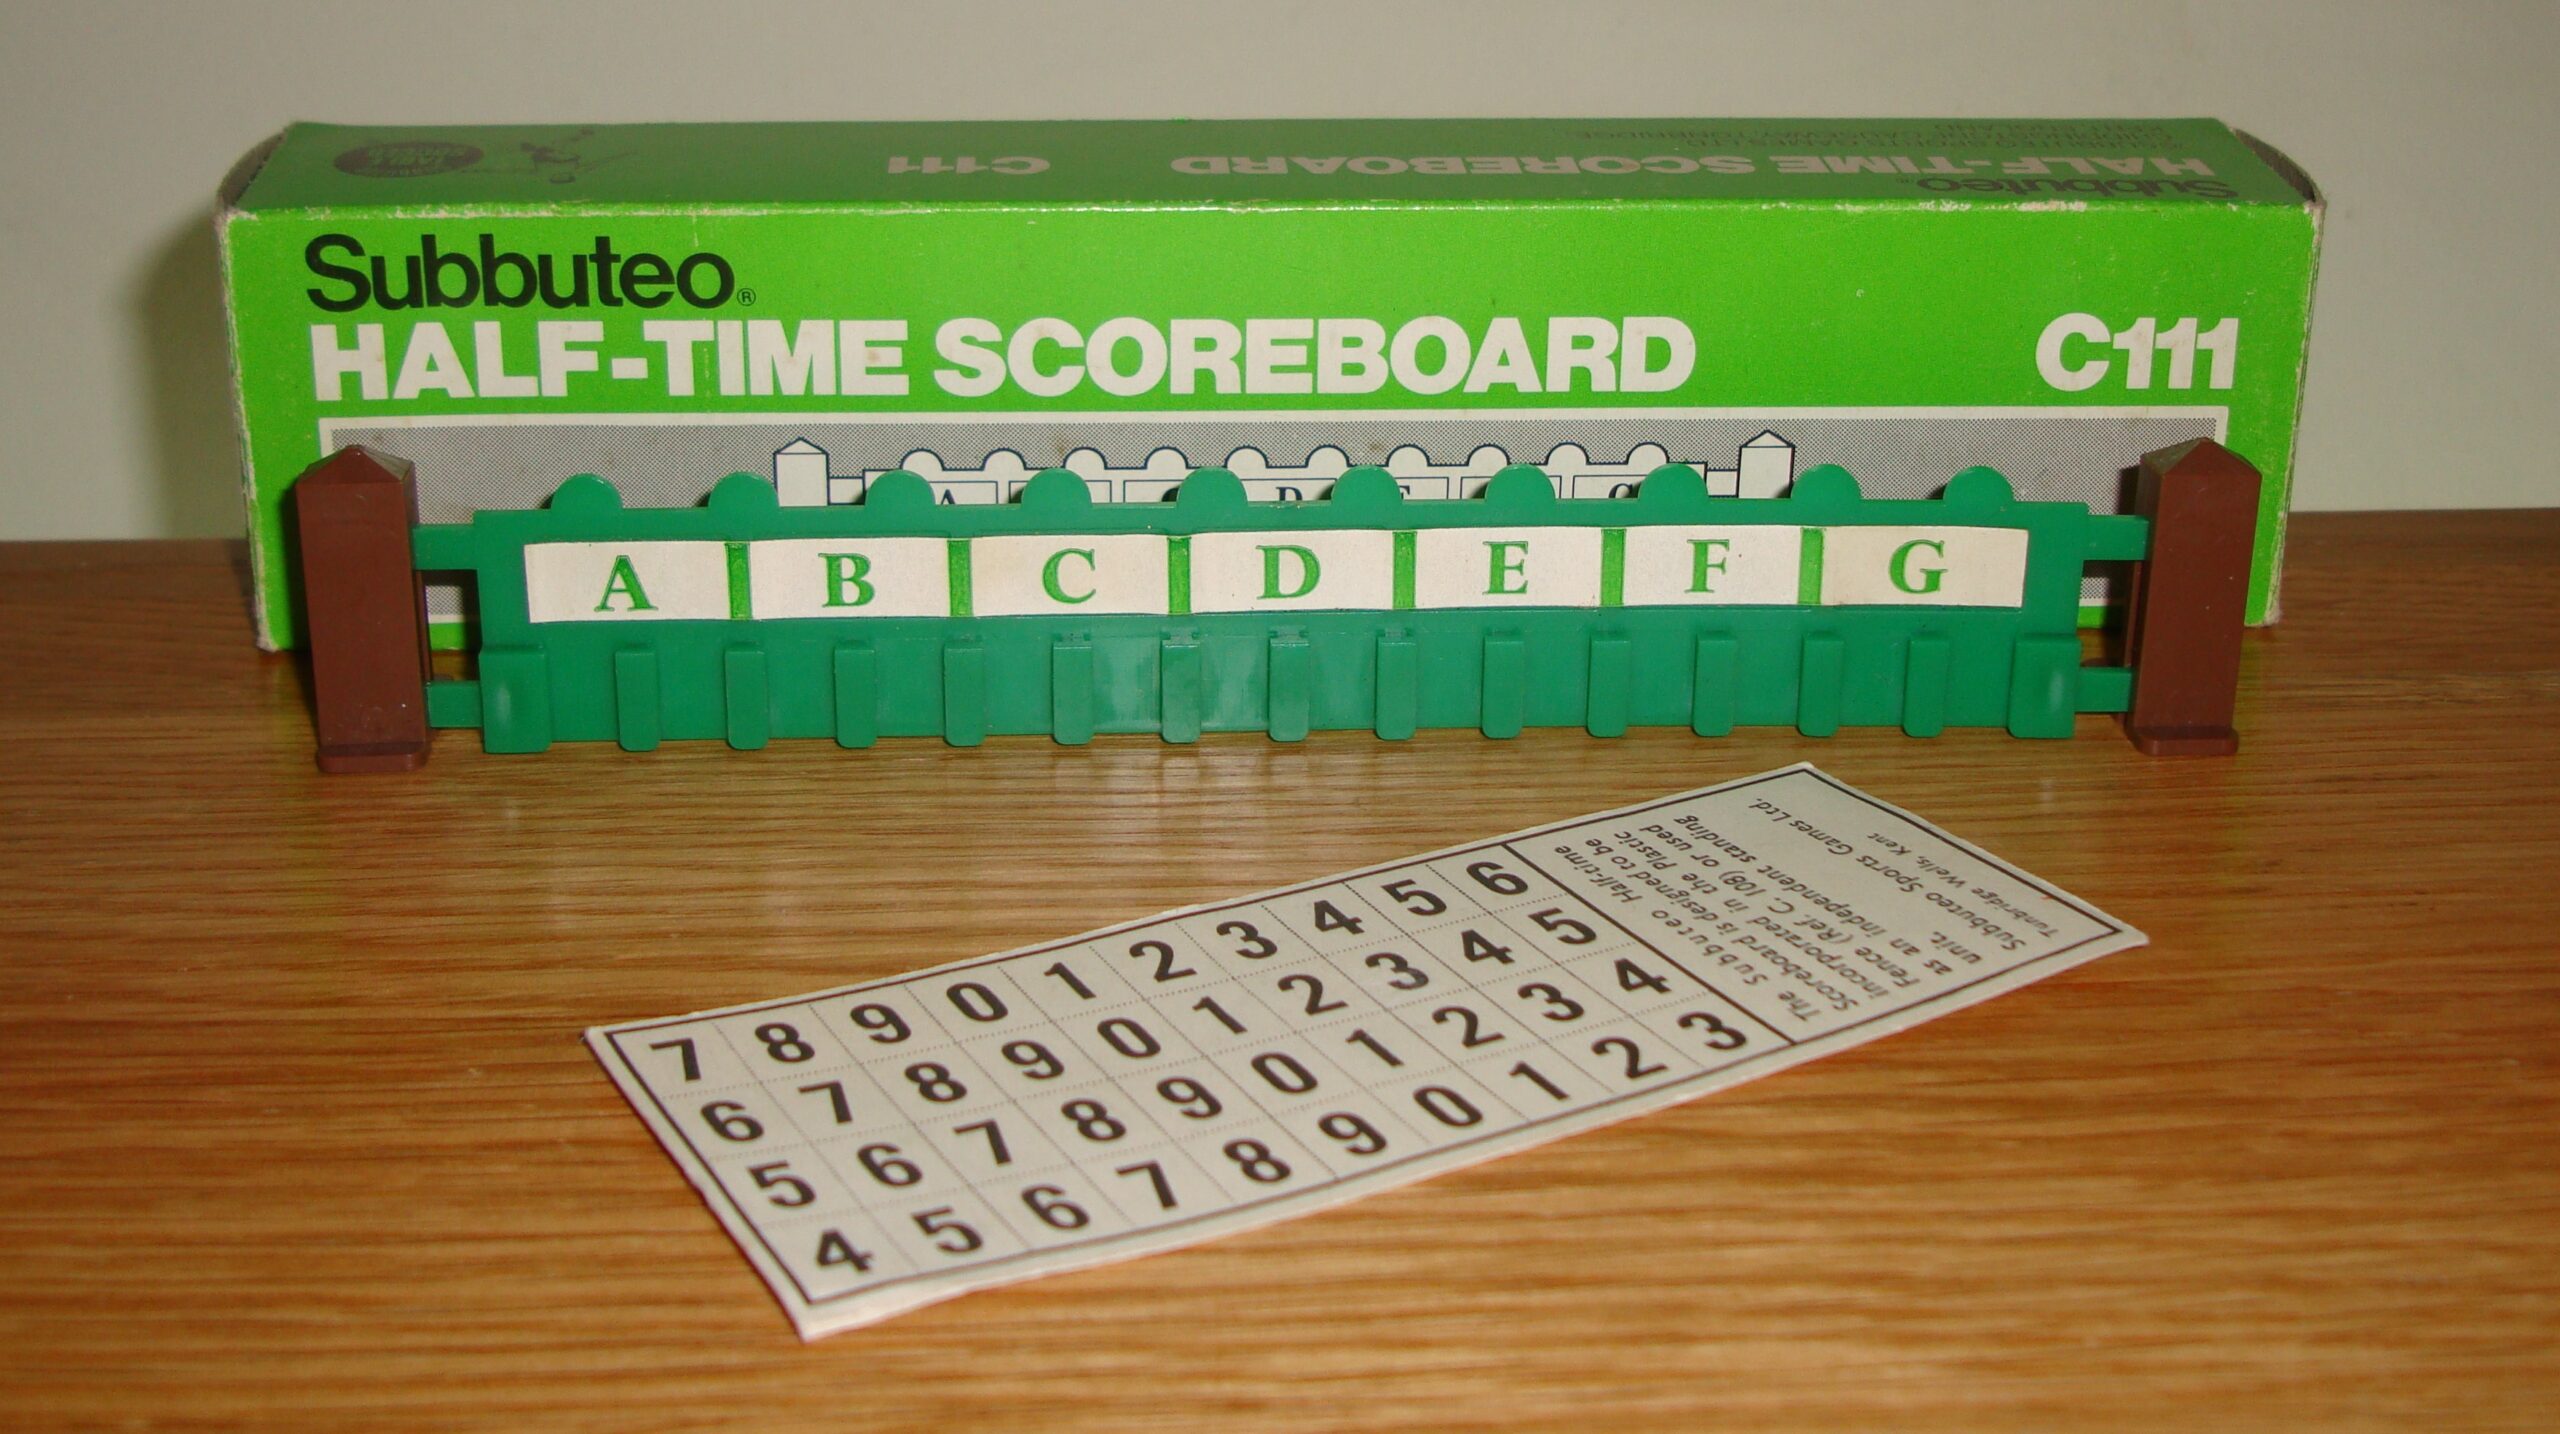 HALF-TIME SCOREBOARD C111
Subbuteo
Subbuteo®
HALF-TIME SCOREBOARD C111
A B C D E F G
7 8 9 0 1 2 3 4 5 6
6 7 8 9 0 1 2 3 4 5
5 6 7 8 9 0 1 2 3 4
4 5 6 7 8 9 0 1 2 3
The Subbuteo Half-time
Scoreboard is designed to be
incorporated in the Plastic
Fence (Ref. C. 108) or used
as an independent standing
unit.
Subbuteo Sports Games Ltd.
Tunbridge Wells, Kent